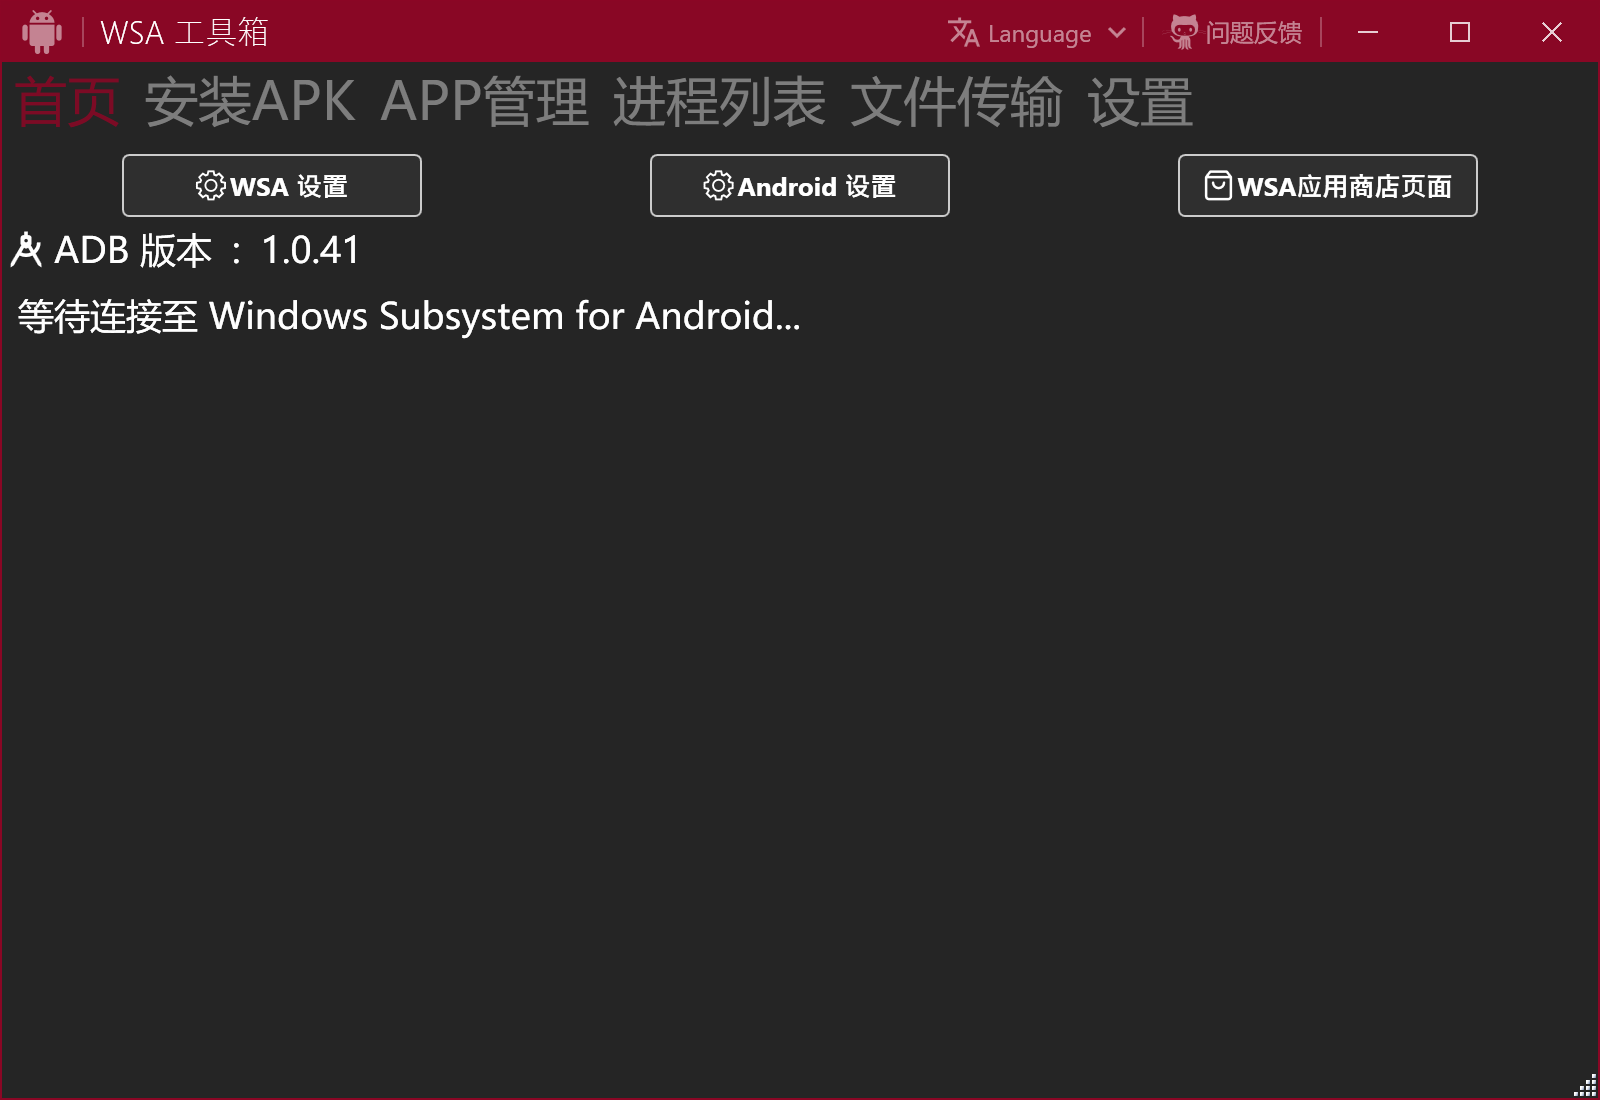 WSA 工具箱 Language 问题反馈
首页 安装APK APP管理 进程列表 文件传输 设置
WSA 设置 Android 设置 WSA应用商店页面
ADB 版本 : 1.0.41
等待连接至 Windows Subsystem for Android...